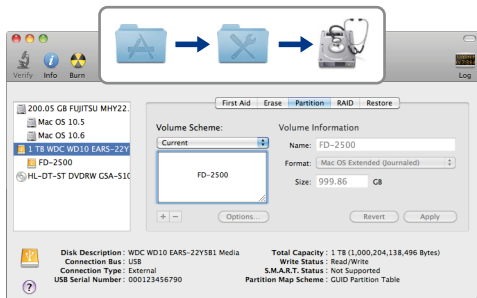 Verify Info Burn Log
First Aid Erase Partition RAID Restore
200.05 GB FUJITSU MHY22.
Mac OS 10.5
Mac OS 10.6
1 TB WDC WD10 EARS-22Y
FD-2500
HL-DT-ST DVDRW GSA-S10
Volume Scheme:
Current
FD-2500
Options...
Volume Information
Name: FD-2500
Format: Mac OS Extended (Journaled)
Size: 999.86 GB
Revert Apply
Disk Description : WDC WD10 EARS-22Y5B1 Media
Connection Bus : USB
Connection Type : External
USB Serial Number : 000123456790
Total Capacity : 1 TB (1,000,204,138,496 Bytes)
Write Status : Read/Write
S.M.A.R.T. Status : Not Supported
Partition Map Scheme : GUID Partition Table
?